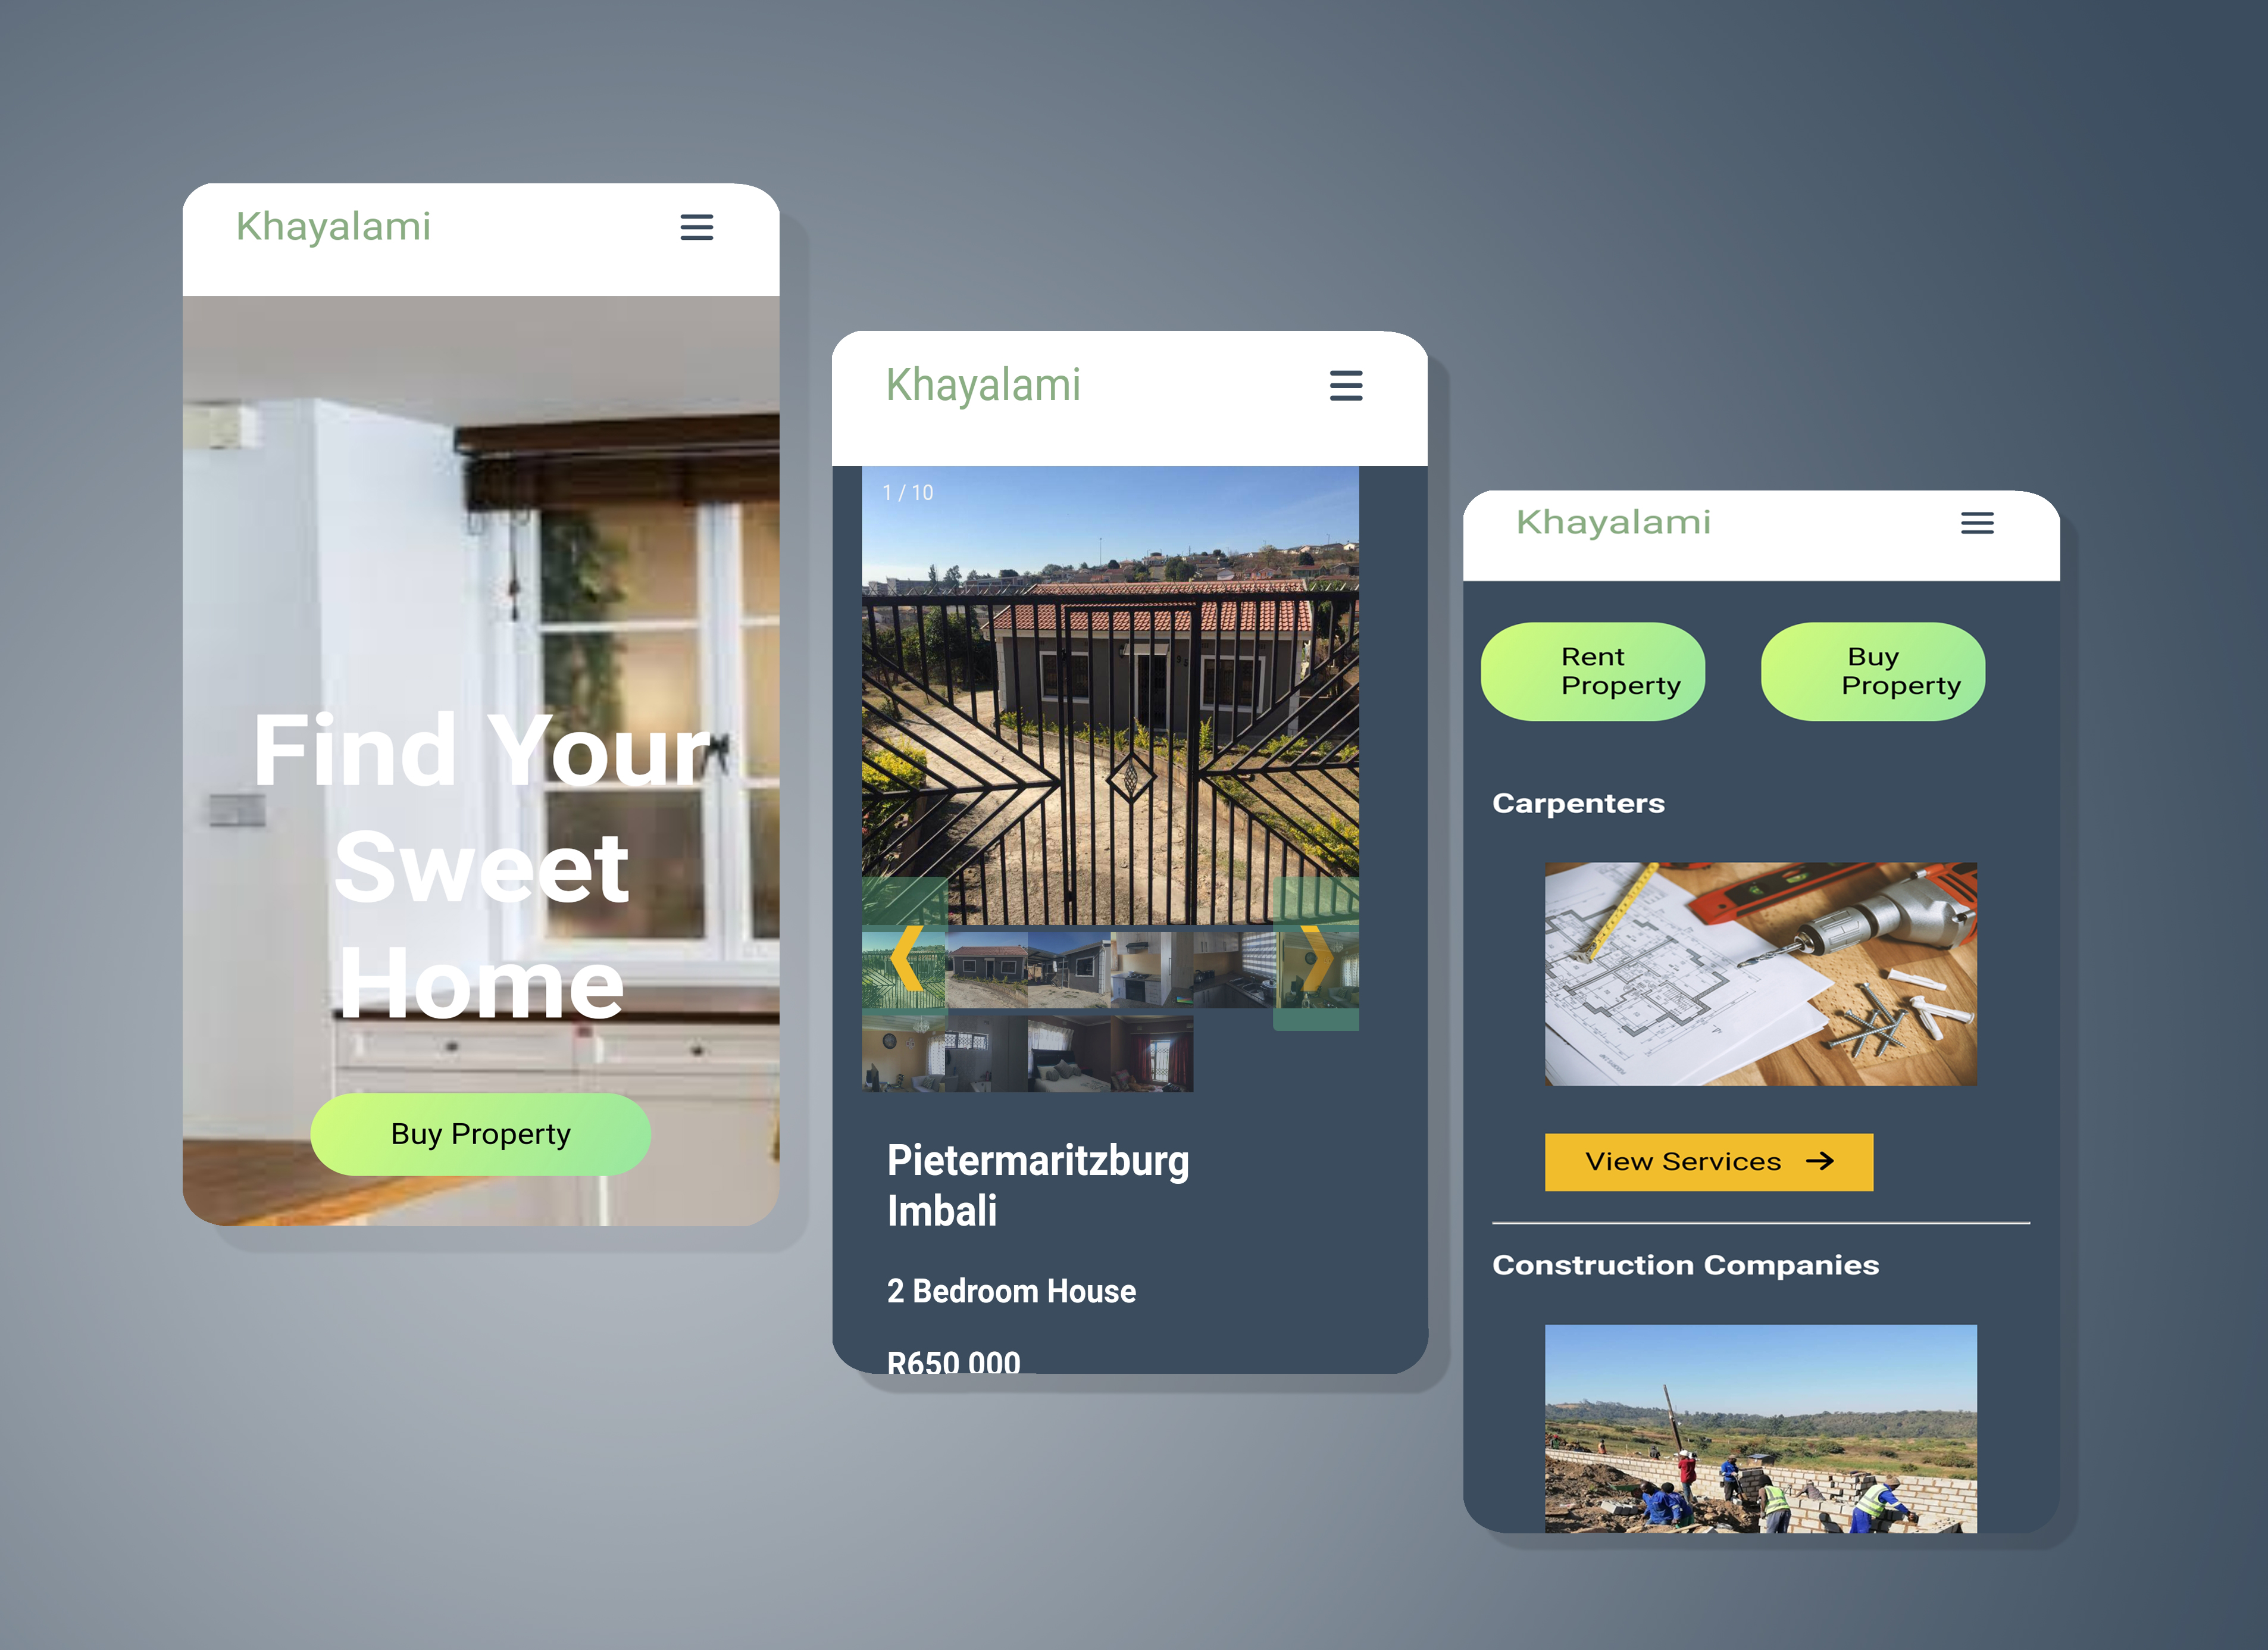 Khayalami
Find Your
Sweet
Home
Buy Property
Khayalami
1 / 10
Pietermaritzburg
Imbali
2 Bedroom House
R650 000
Khayalami
Rent
Property
Buy
Property
Carpenters
View Services
Construction Companies